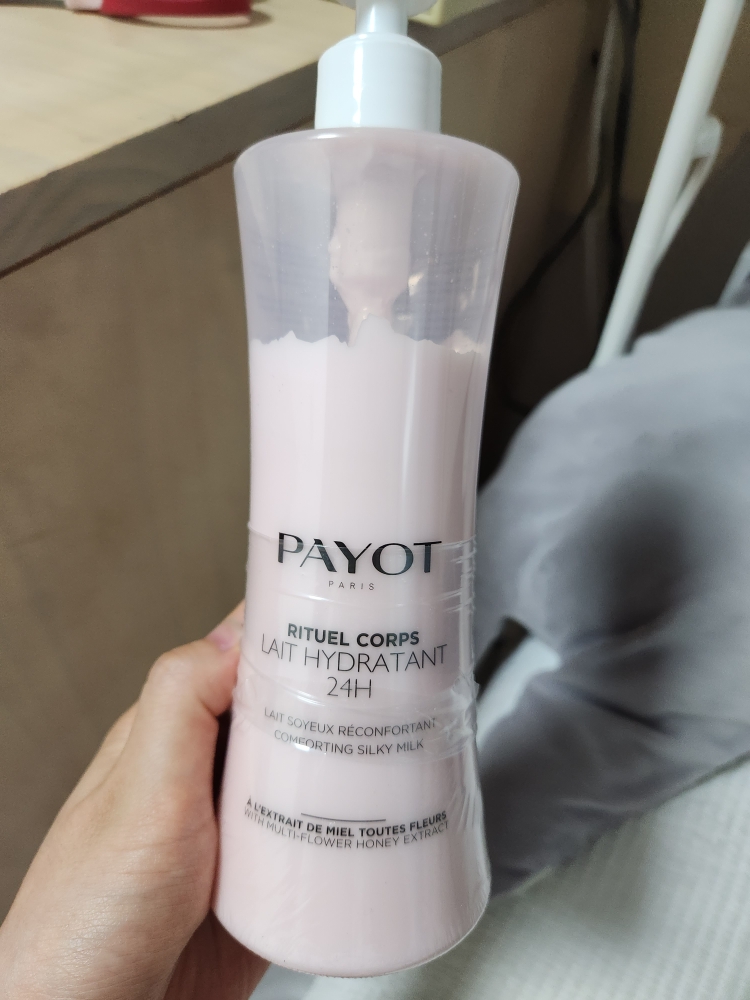 PAYOT
PARIS
RITUEL CORPS
LAIT HYDRATANT
24H
LAIT SOYEUX RÉCONFORTANT
COMFORTING SILKY MILK
À L'EXTRAIT DE MIEL TOUTES FLEURS
WITH MULTI-FLOWER HONEY EXTRACT